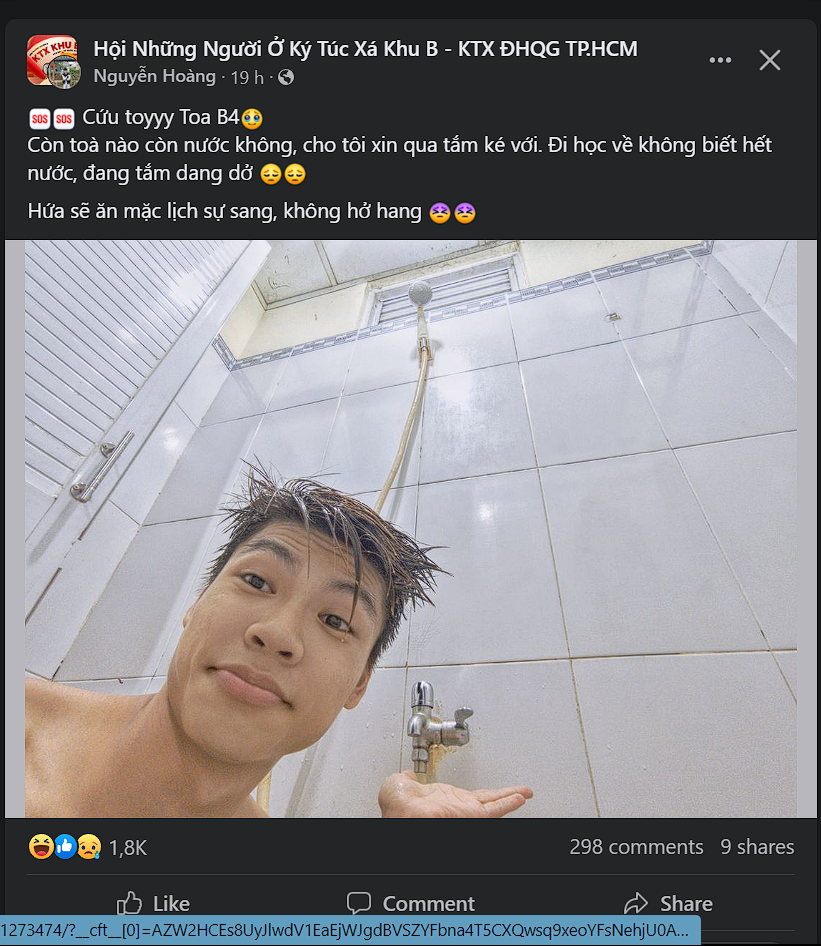 KTX KHU B
Hội Những Người Ở Ký Túc Xá Khu B - KTX ĐHQG TP.HCM
Nguyễn Hoàng · 19 h ·
SOS SOS Cứu toyyy Toa B4
Còn toà nào còn nước không, cho tôi xin qua tắm ké với. Đi học về không biết hết
nước, đang tắm dang dở
Hứa sẽ ăn mặc lịch sự sang, không hở hang
1,8K
298 comments 9 shares
Like Comment Share
1273474/?__cft__[0]=AZW2HCEs8UyJlwdV1EaEjWJgdBVSZYFbna4T5CXQwsq9xeoYFsNehjU0A...